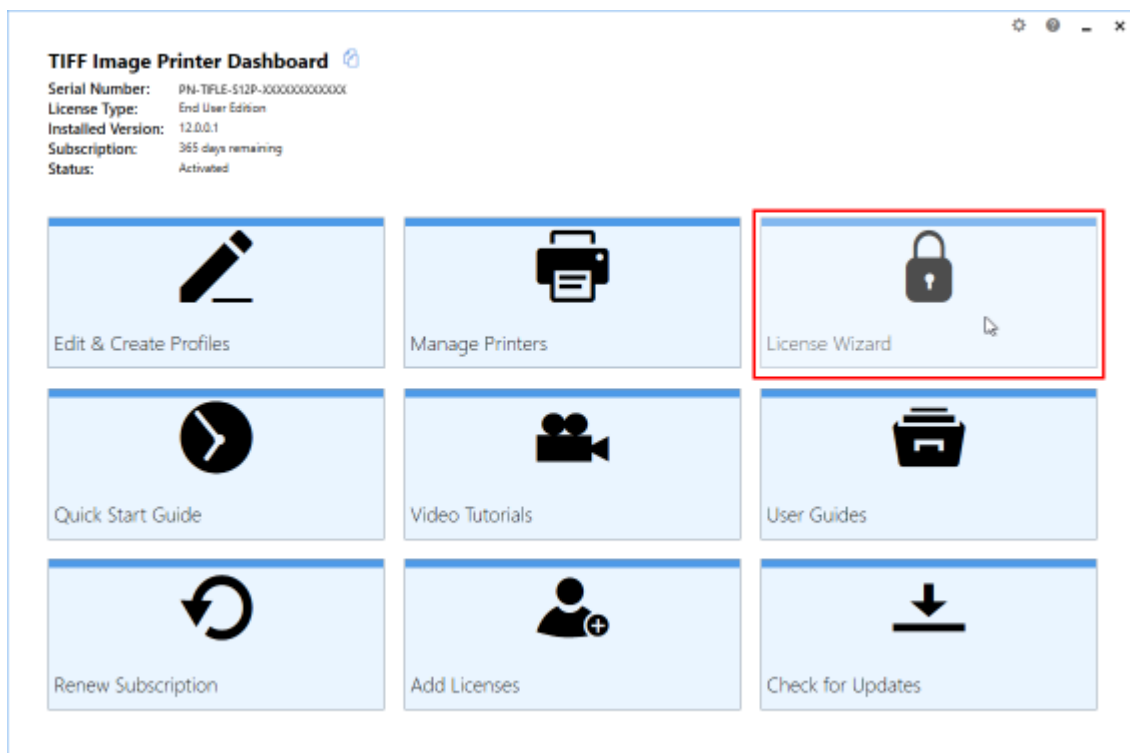 TIFF Image Printer Dashboard
Serial Number: PN-TIFLE-S12P-XXXXXXXXXXXX
License Type: End User Edition
Installed Version: 12.0.0.1
Subscription: 365 days remaining
Status: Activated
Edit & Create Profiles
Manage Printers
License Wizard
Quick Start Guide
Video Tutorials
User Guides
Renew Subscription
Add Licenses
Check for Updates